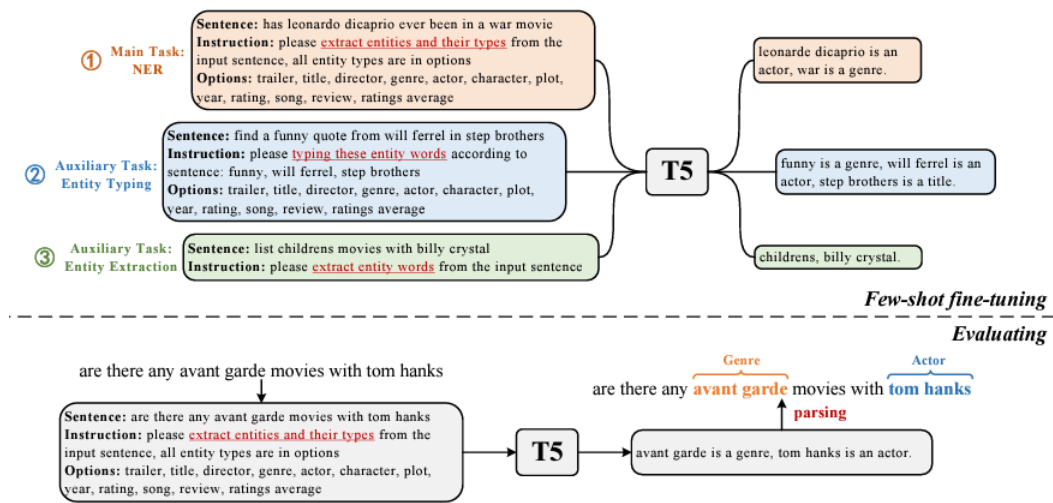 ① Main Task:
NER
Sentence: has leonardo dicaprio ever been in a war movie
Instruction: please extract entities and their types from the
input sentence, all entity types are in options
Options: trailer, title, director, genre, actor, character, plot,
year, rating, song, review, ratings average
② Auxiliary Task:
Entity Typing
Sentence: find a funny quote from will ferrel in step brothers
Instruction: please typing these entity words according to
sentence: funny, will ferrel, step brothers
Options: trailer, title, director, genre, actor, character, plot,
year, rating, song, review, ratings average
③ Auxiliary Task:
Entity Extraction
Sentence: list childrens movies with billy crystal
Instruction: please extract entity words from the input sentence
T5
leonarde dicaprio is an
actor, war is a genre.
funny is a genre, will ferrel is an
actor, step brothers is a title.
childrens, billy crystal.
Few-shot fine-tuning
Evaluating
are there any avant garde movies with tom hanks
Sentence: are there any avant garde movies with tom hanks
Instruction: please extract entities and their types from the
input sentence, all entity types are in options
Options: trailer, title, director, genre, actor, character, plot,
year, rating, song, review, ratings average
T5
Genre Actor
are there any avant garde movies with tom hanks
parsing
avant garde is a genre, tom hanks is an actor.